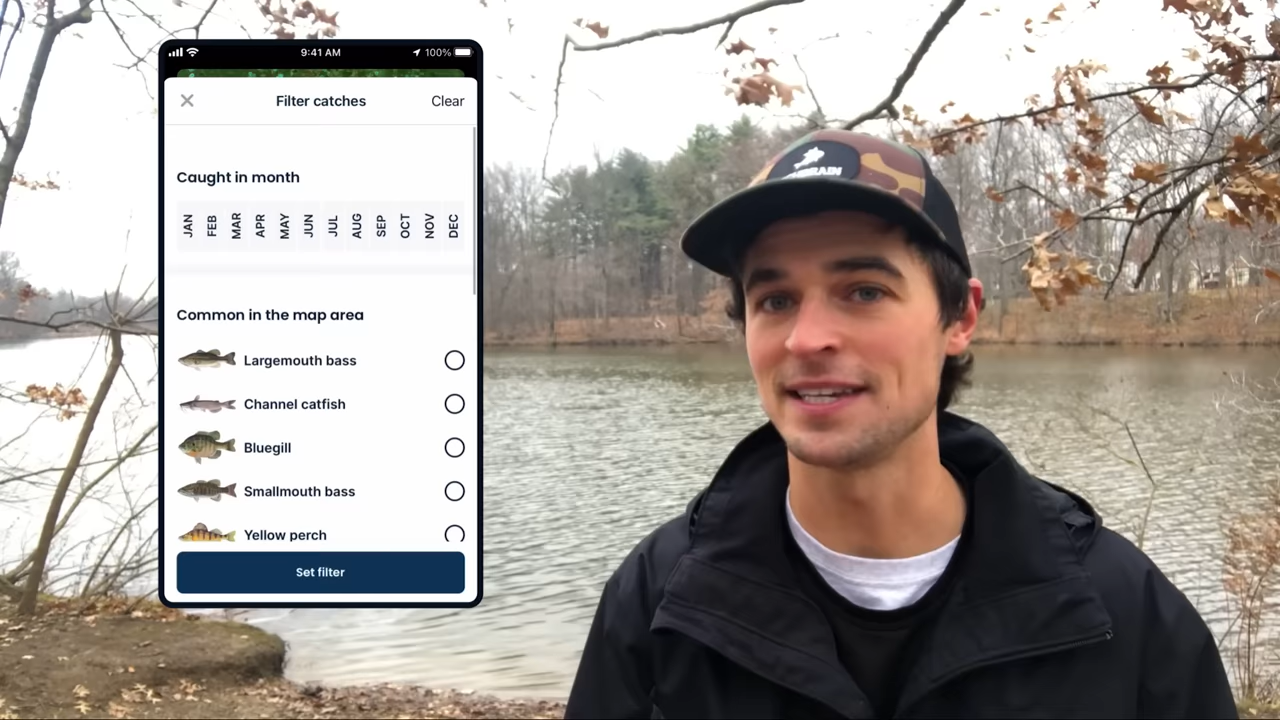 9:41 AM
100%
Filter catches
Clear
Caught in month
JAN FEB MAR APR MAY JUN JUL AUG SEP OCT NOV DEC
Common in the map area
Largemouth bass
Channel catfish
Bluegill
Smallmouth bass
Yellow perch
Set filter